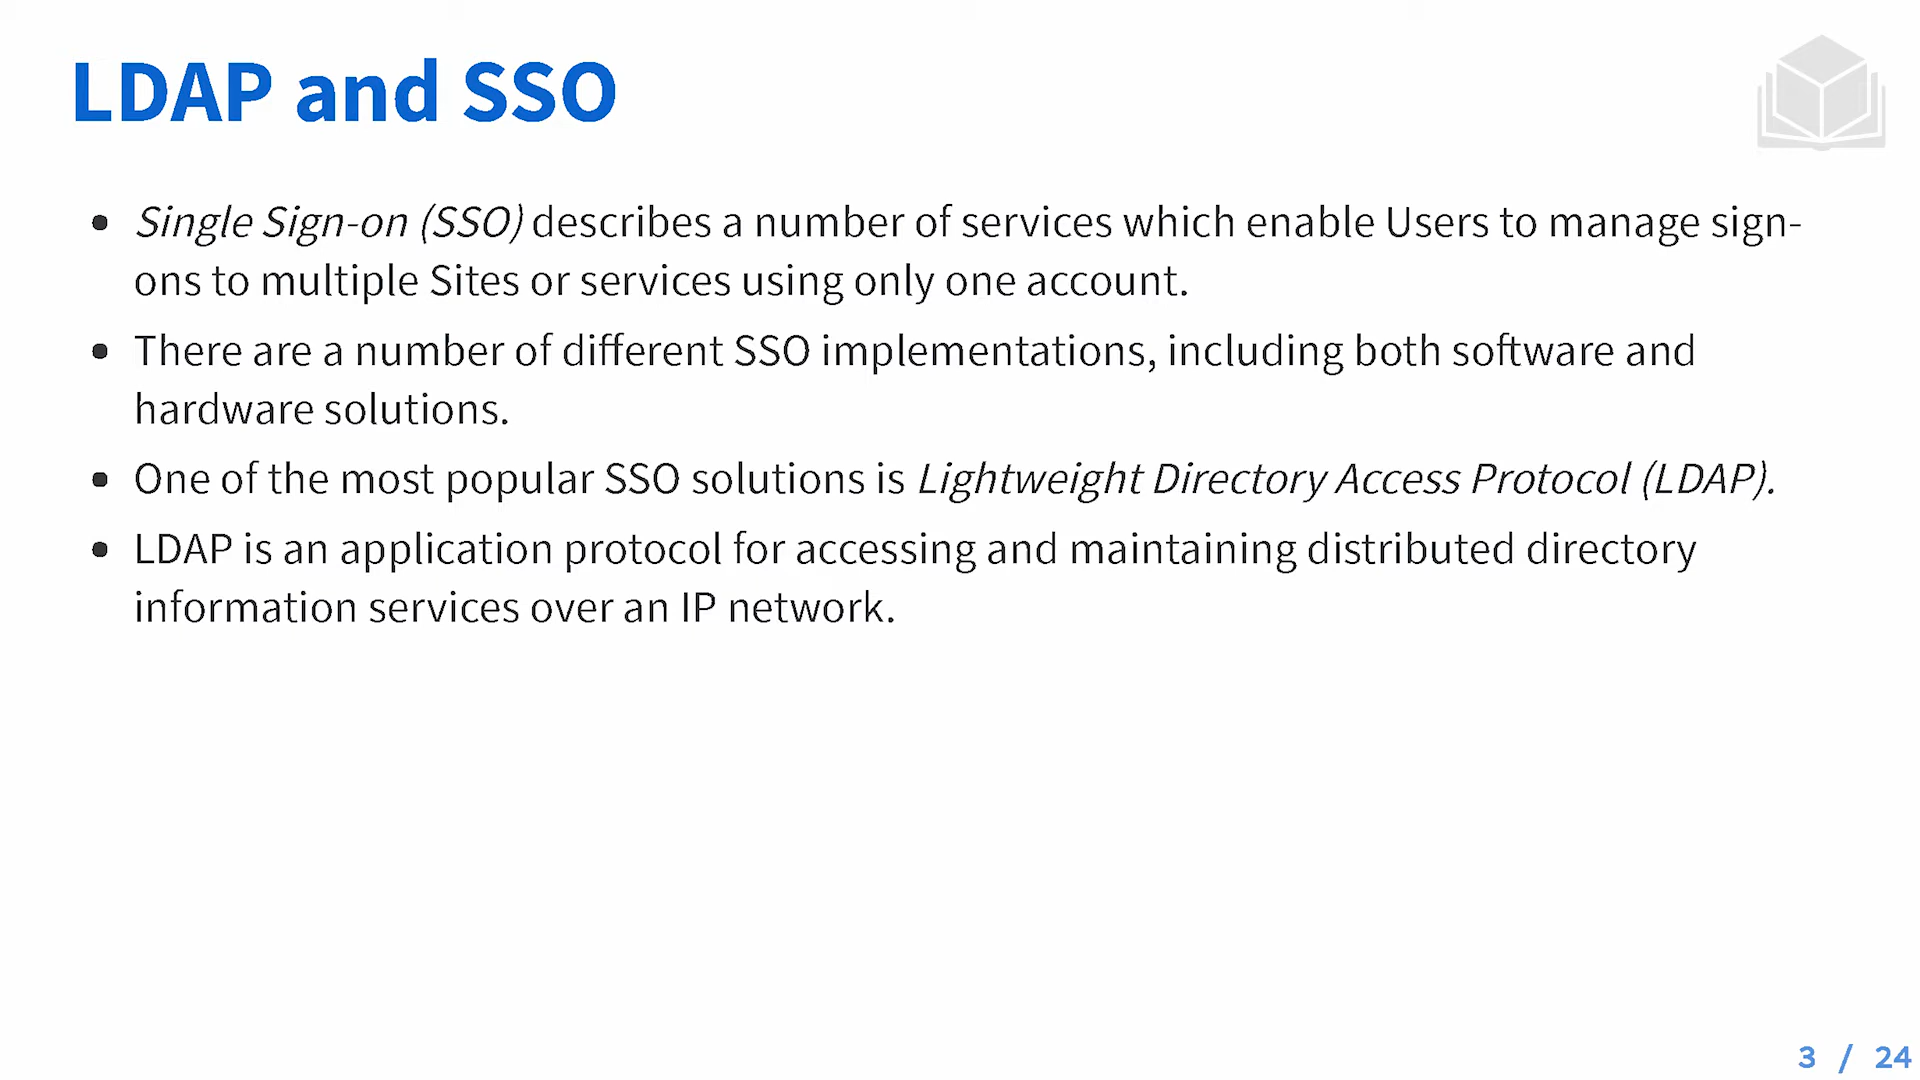 LDAP and SSO
• Single Sign-on (SSO) describes a number of services which enable Users to manage sign-
ons to multiple Sites or services using only one account.
• There are a number of different SSO implementations, including both software and
hardware solutions.
• One of the most popular SSO solutions is Lightweight Directory Access Protocol (LDAP).
• LDAP is an application protocol for accessing and maintaining distributed directory
information services over an IP network.
3 / 24